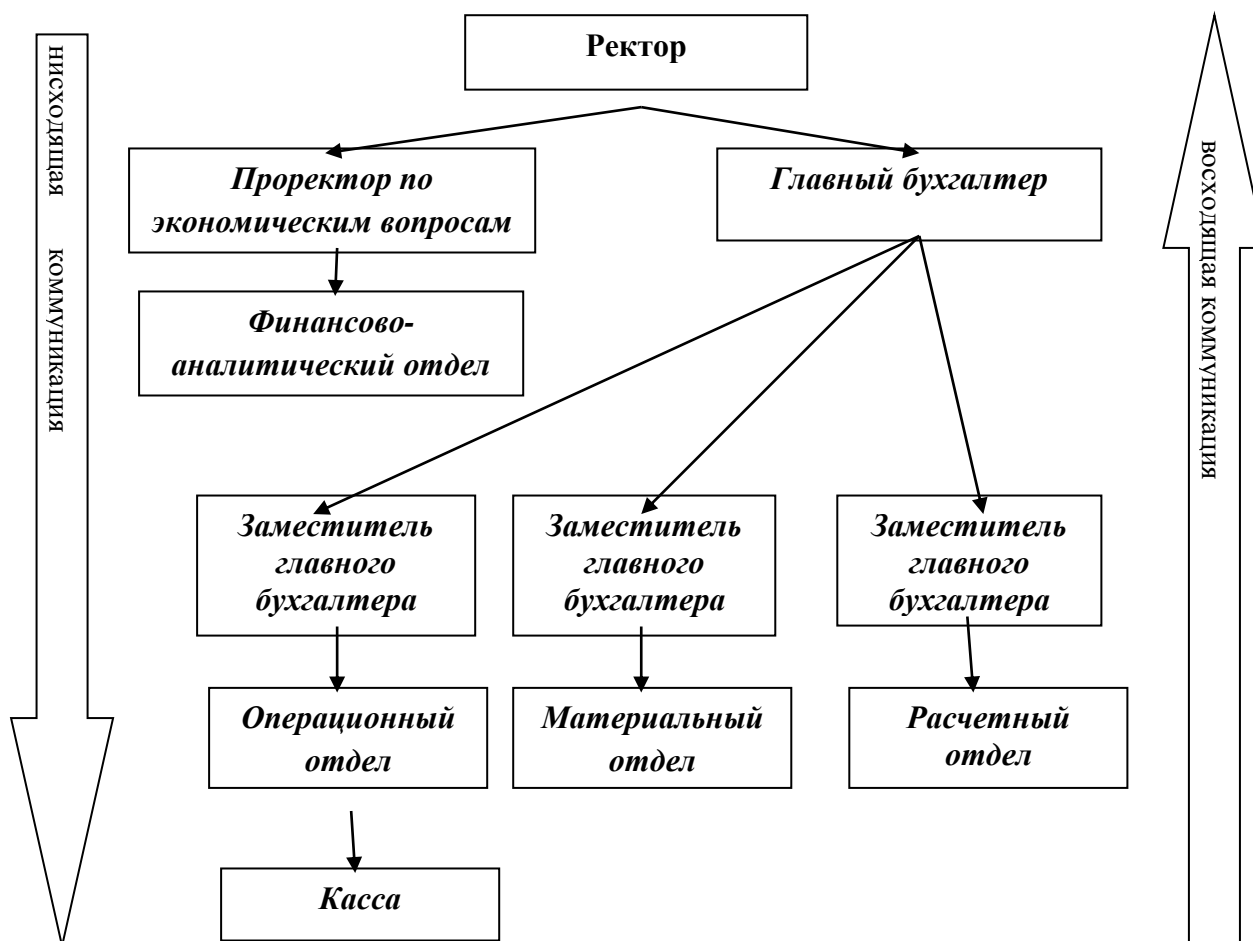 Ректор
нисходящая коммуникация
восходящая коммуникация
Проректор по
экономическим вопросам
Главный бухгалтер
Финансово-
аналитический отдел
Заместитель
главного
бухгалтера
Заместитель
главного
бухгалтера
Заместитель
главного
бухгалтера
Операционный
отдел
Материальный
отдел
Расчетный
отдел
Касса